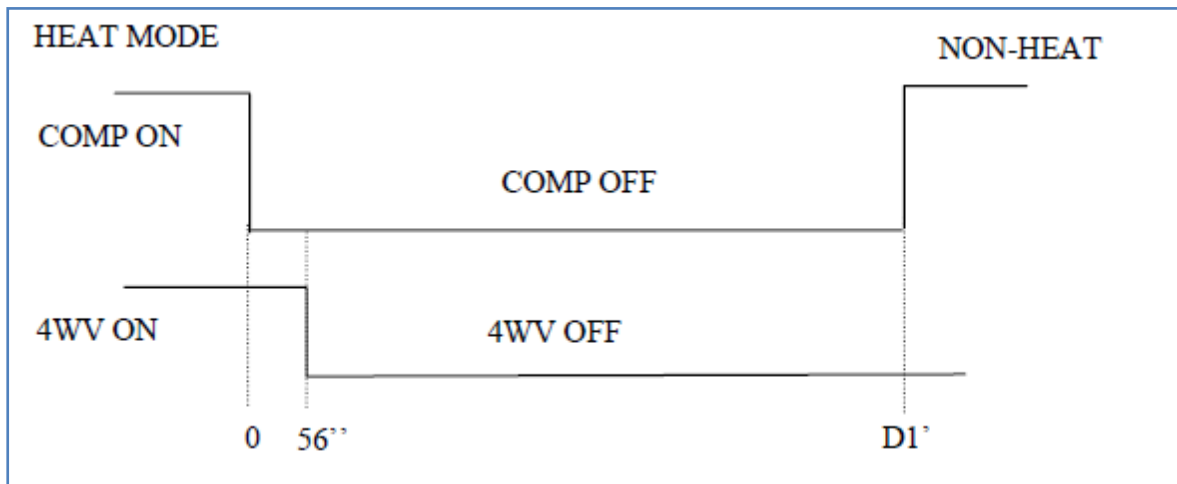 HEAT MODE
NON-HEAT
COMP ON
COMP OFF
4WV ON
4WV OFF
0
56’’
D1’